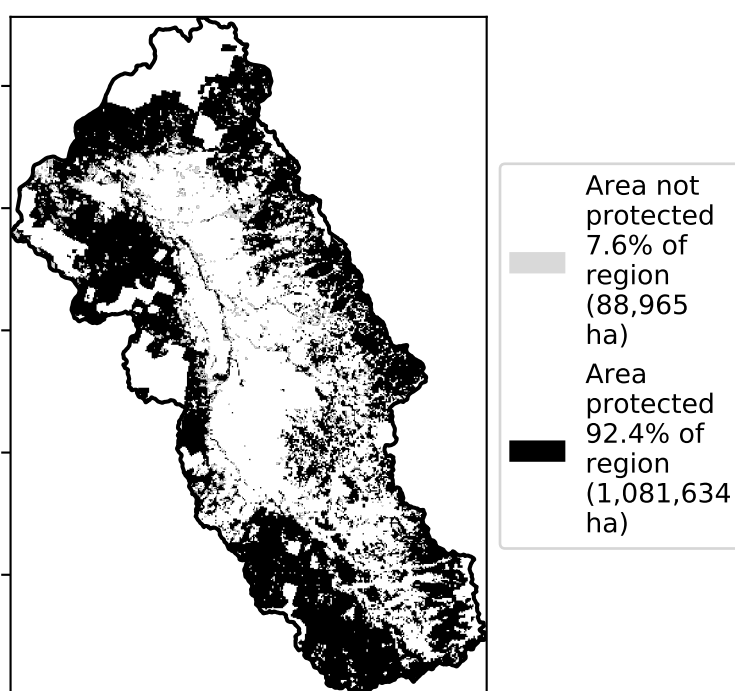 Area not
protected
7.6% of
region
(88,965
ha)
Area
protected
92.4% of
region
(1,081,634
ha)